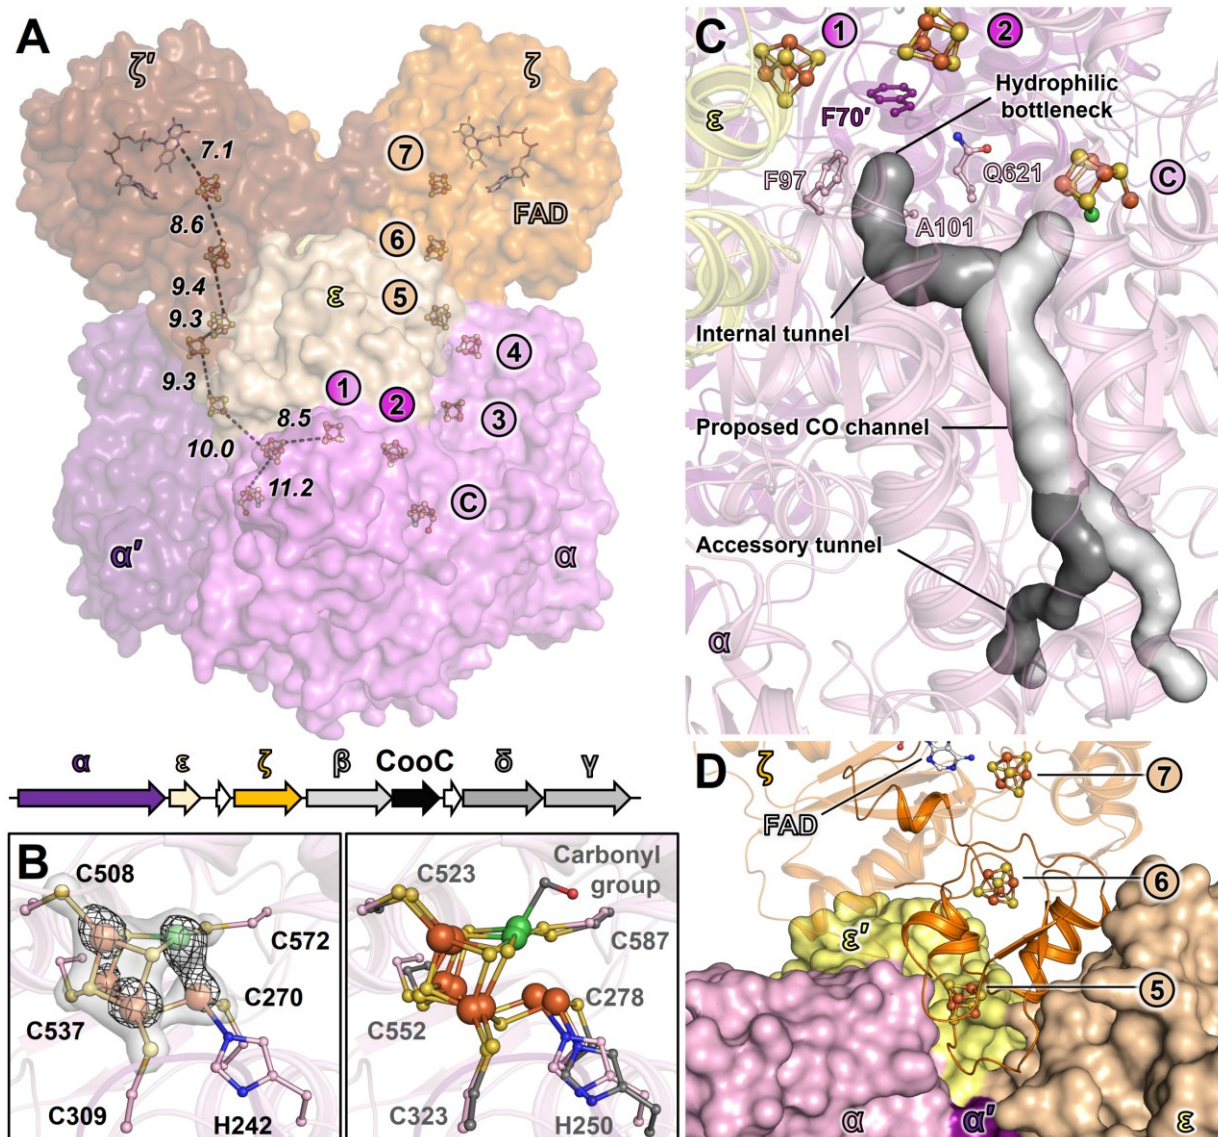 A
ζ′
ζ
7.1
7
FAD
8.6
6
ε
9.4
5
9.3
4
9.3
1
2
3
8.5
10.0
11.2
C
α′
α
α
ε
ζ
β
CooC
δ
γ
B
C508
C572
C270
C537
C309
H242
C523
Carbonyl
group
C587
C278
C552
C323
H250
C
1
2
Hydrophilic
bottleneck
ε
F70′
F97
Q621
C
A101
Internal tunnel
Proposed CO channel
Accessory tunnel
α
D
ζ
7
FAD
6
ε′
5
α
α′
ε